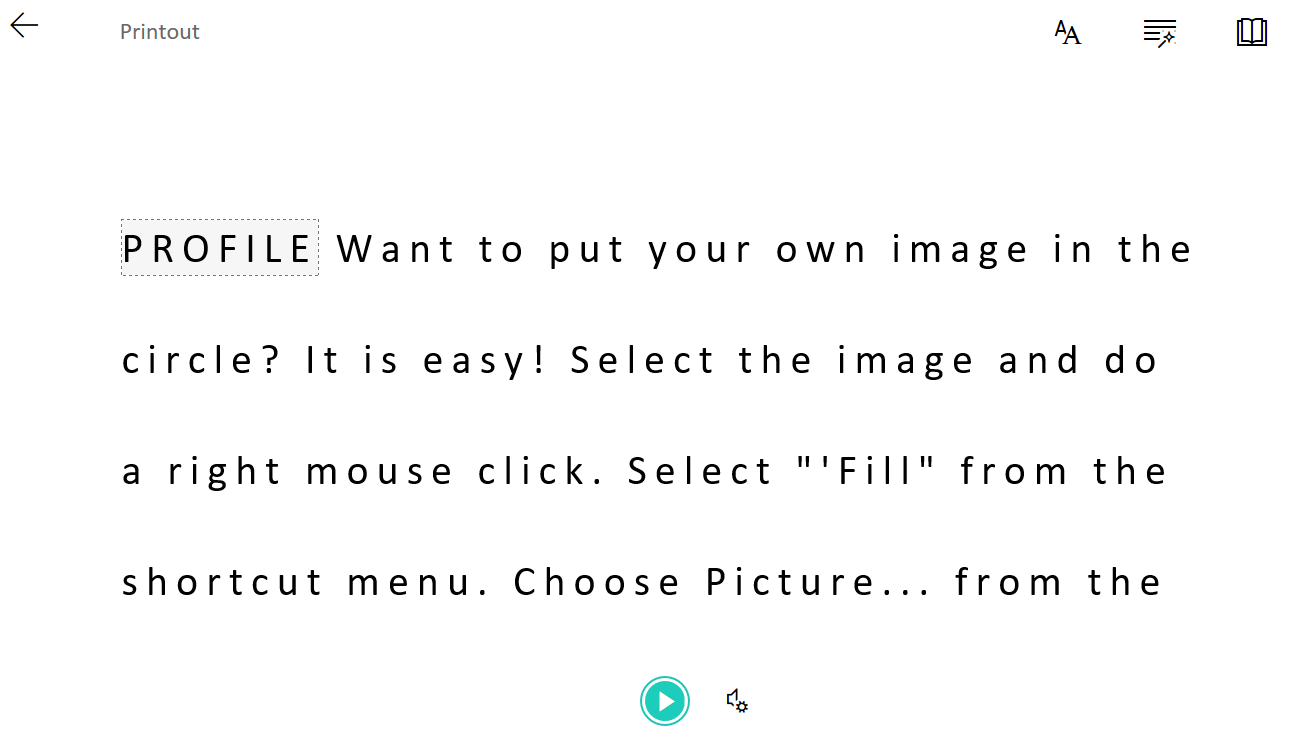 Printout
PROFILE Want to put your own image in the
circle? It is easy! Select the image and do
a right mouse click. Select "'Fill" from the
shortcut menu. Choose Picture... from the